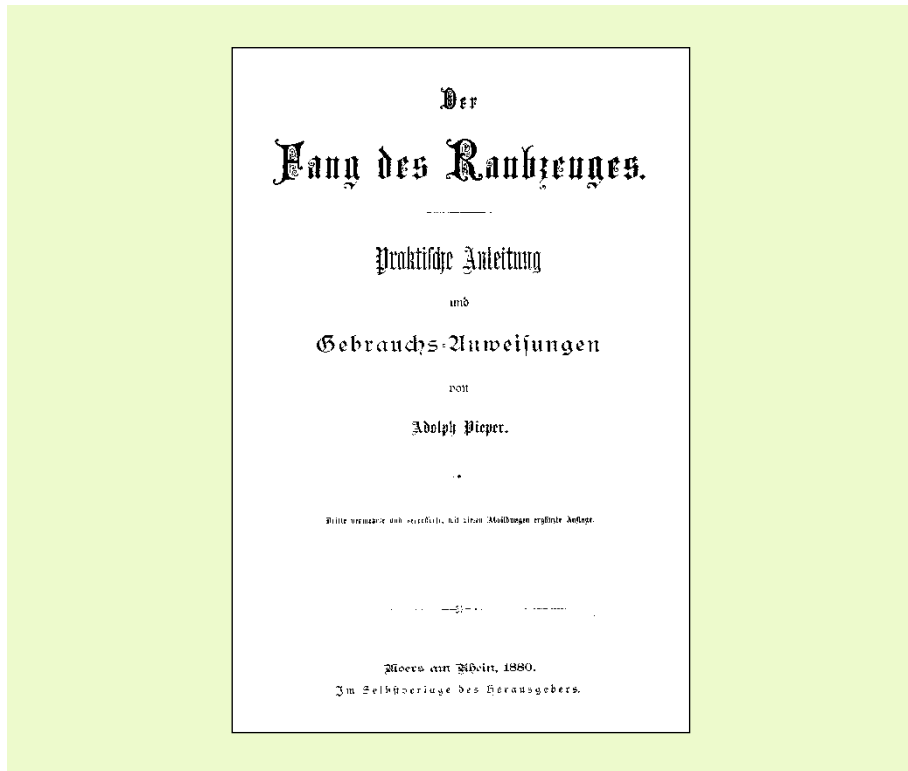 Der
Fang des Raubzeuges.
Praktische Anleitung
und
Gebrauchs-Anweisungen
von
Adolph Pieper.
Dritte vermehrte und verbesserte, mit vielen Abbildungen ergänzte Auflage.
Moers am Rhein, 1880.
Im Selbstverlage des Herausgebers.